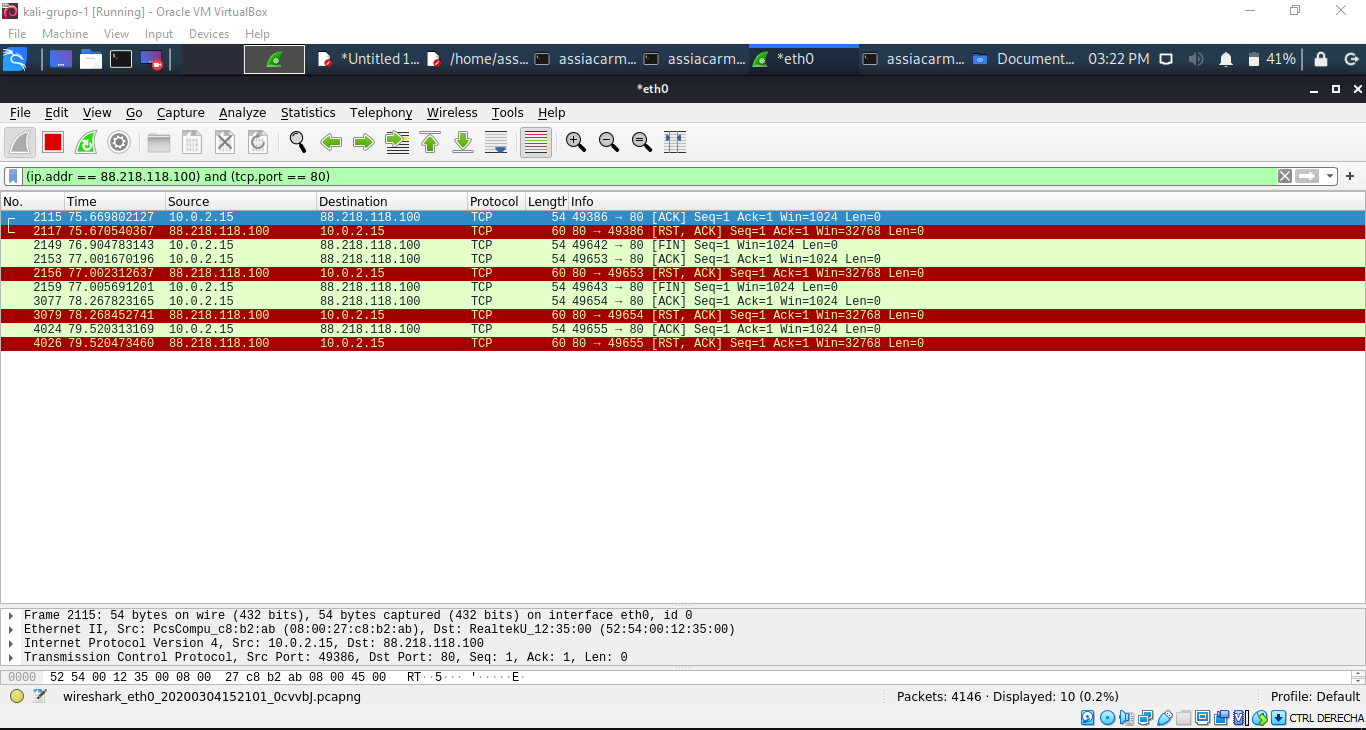 kali-grupo-1 [Running] - Oracle VM VirtualBox
File Machine View Input Devices Help
*Untitled 1... /home/ass... assiacarm... assiacarm... *eth0 assiacarm... Document... 03:22 PM 41%
*eth0
File Edit View Go Capture Analyze Statistics Telephony Wireless Tools Help
(ip.addr == 88.218.118.100) and (tcp.port == 80)
No. Time Source Destination Protocol Length Info
2115 75.669802127 10.0.2.15 88.218.118.100 TCP 54 49386 → 80 [ACK] Seq=1 Ack=1 Win=1024 Len=0
2117 75.670540367 88.218.118.100 10.0.2.15 TCP 60 80 → 49386 [RST, ACK] Seq=1 Ack=1 Win=32768 Len=0
2149 76.904783143 10.0.2.15 88.218.118.100 TCP 54 49642 → 80 [FIN] Seq=1 Win=1024 Len=0
2153 77.001670196 10.0.2.15 88.218.118.100 TCP 54 49653 → 80 [ACK] Seq=1 Ack=1 Win=1024 Len=0
2156 77.002312637 88.218.118.100 10.0.2.15 TCP 60 80 → 49653 [RST, ACK] Seq=1 Ack=1 Win=32768 Len=0
2159 77.005691201 10.0.2.15 88.218.118.100 TCP 54 49643 → 80 [FIN] Seq=1 Win=1024 Len=0
3077 78.267823165 10.0.2.15 88.218.118.100 TCP 54 49654 → 80 [ACK] Seq=1 Ack=1 Win=1024 Len=0
3079 78.268452741 88.218.118.100 10.0.2.15 TCP 60 80 → 49654 [RST, ACK] Seq=1 Ack=1 Win=32768 Len=0
4024 79.520313169 10.0.2.15 88.218.118.100 TCP 54 49655 → 80 [ACK] Seq=1 Ack=1 Win=1024 Len=0
4026 79.520473460 88.218.118.100 10.0.2.15 TCP 60 80 → 49655 [RST, ACK] Seq=1 Ack=1 Win=32768 Len=0
Frame 2115: 54 bytes on wire (432 bits), 54 bytes captured (432 bits) on interface eth0, id 0
Ethernet II, Src: PcsCompu_c8:b2:ab (08:00:27:c8:b2:ab), Dst: RealtekU_12:35:00 (52:54:00:12:35:00)
Internet Protocol Version 4, Src: 10.0.2.15, Dst: 88.218.118.100
Transmission Control Protocol, Src Port: 49386, Dst Port: 80, Seq: 1, Ack: 1, Len: 0
0000 52 54 00 12 35 00 08 00 27 c8 b2 ab 08 00 45 00 RT··5··· '·····E·
wireshark_eth0_20200304152101_0cvvbJ.pcapng Packets: 4146 · Displayed: 10 (0.2%) Profile: Default
CTRL DERECHA